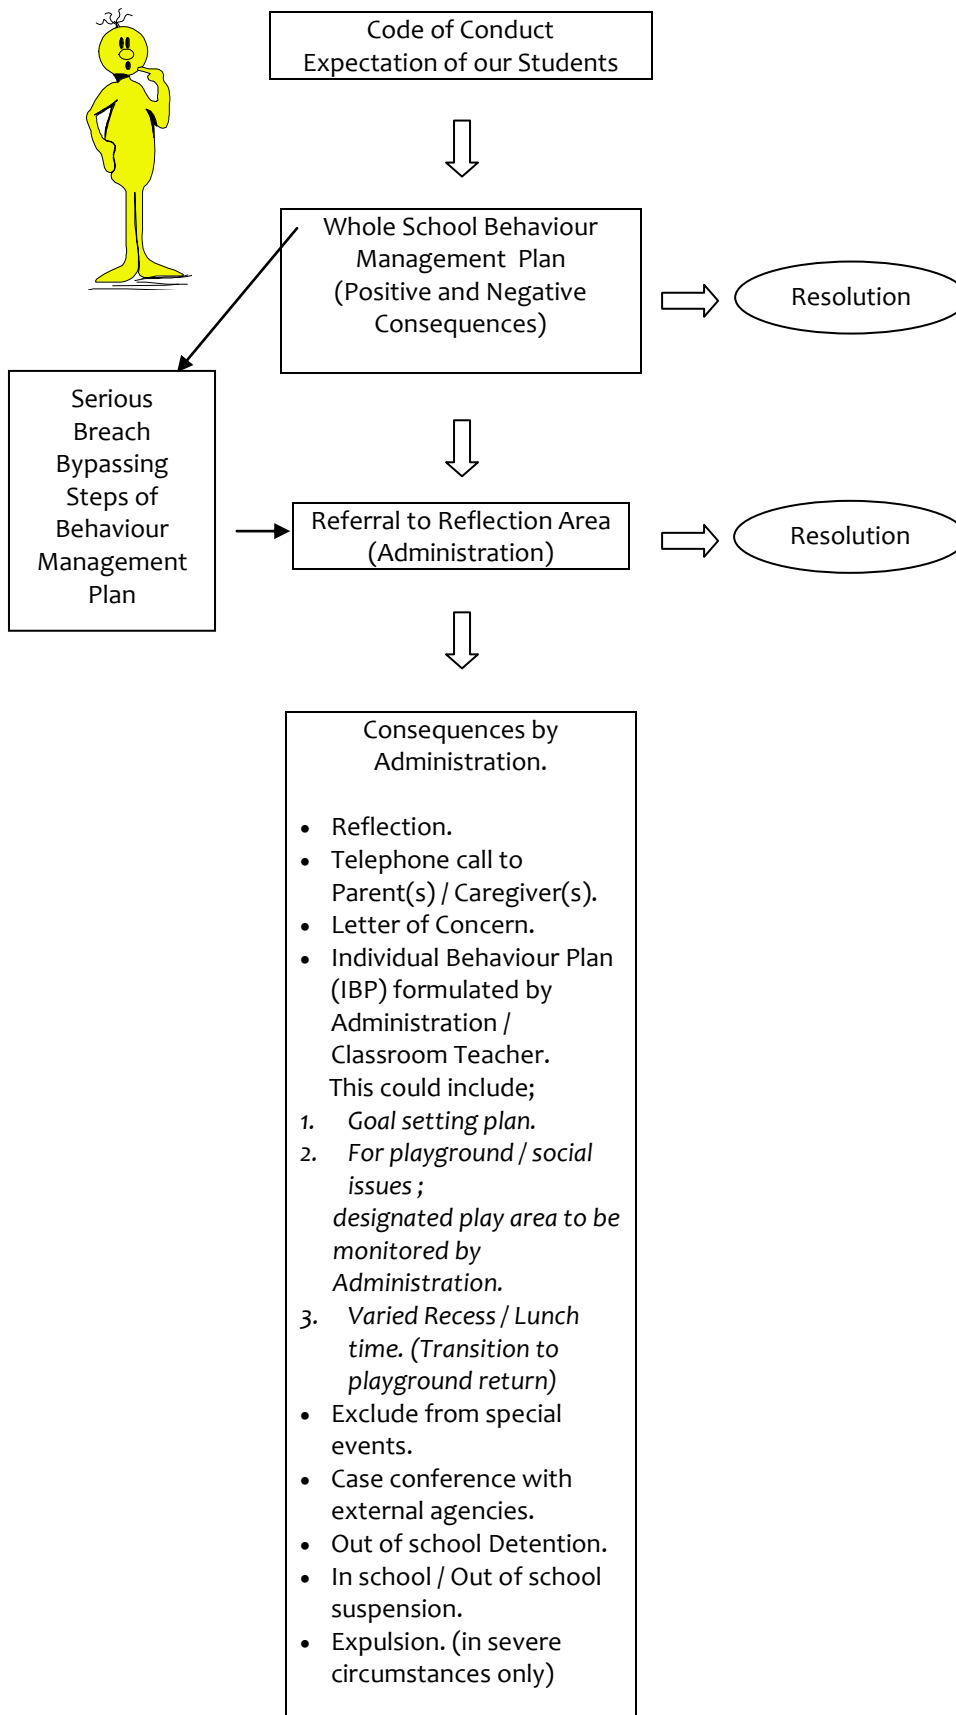 Code of Conduct
Expectation of our Students
Whole School Behaviour
Management  Plan
(Positive and Negative
Consequences)
Resolution
Serious
Breach
Bypassing
Steps of
Behaviour
Management
Plan
Referral to Reflection Area
(Administration)
Resolution
Consequences by
Administration.
• Reflection.
• Telephone call to
Parent(s) / Caregiver(s).
• Letter of Concern.
• Individual Behaviour Plan
(IBP) formulated by
Administration /
Classroom Teacher.
This could include;
1. Goal setting plan.
2. For playground / social
issues ;
designated play area to be
monitored by
Administration.
3. Varied Recess / Lunch
time. (Transition to
playground return)
• Exclude from special
events.
• Case conference with
external agencies.
• Out of school Detention.
• In school / Out of school
suspension.
• Expulsion. (in severe
circumstances only)